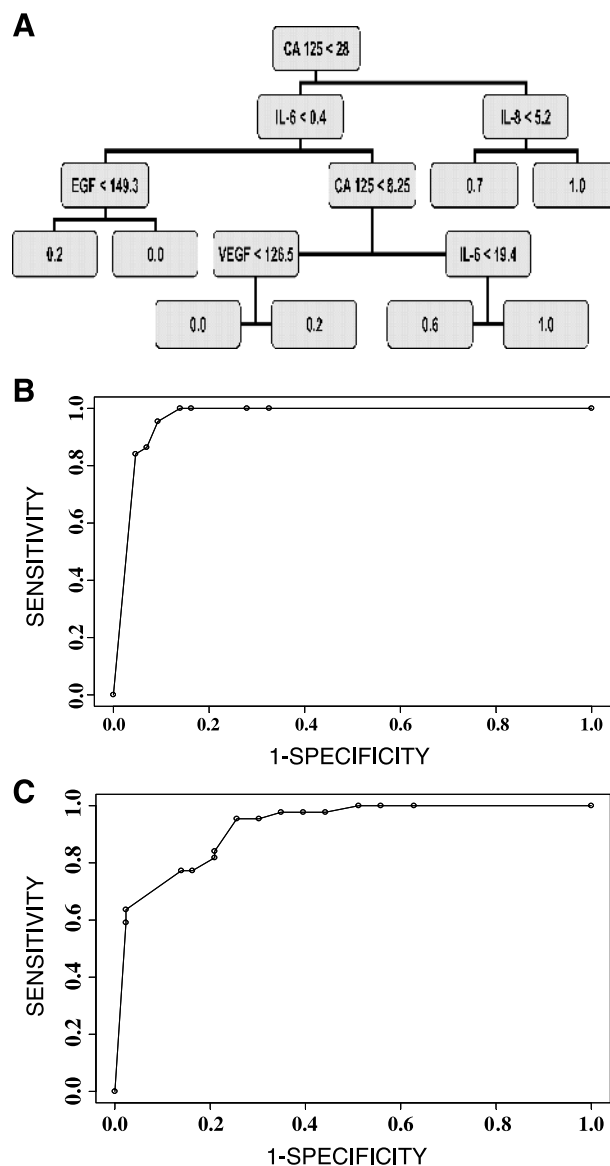 A
CA 125 < 28
IL-6 < 0.4 IL-8 < 5.2
EGF < 149.3 CA 125 < 8.25 0.7 1.0
0.2 0.0 VEGF < 126.5 IL-6 < 19.4
0.0 0.2 0.6 1.0
B
SENSITIVITY
1.0
0.8
0.6
0.4
0.2
0.0
0.0 0.2 0.4 0.6 0.8 1.0
1-SPECIFICITY
C
SENSITIVITY
1.0
0.8
0.6
0.4
0.2
0.0
0.0 0.2 0.4 0.6 0.8 1.0
1-SPECIFICITY